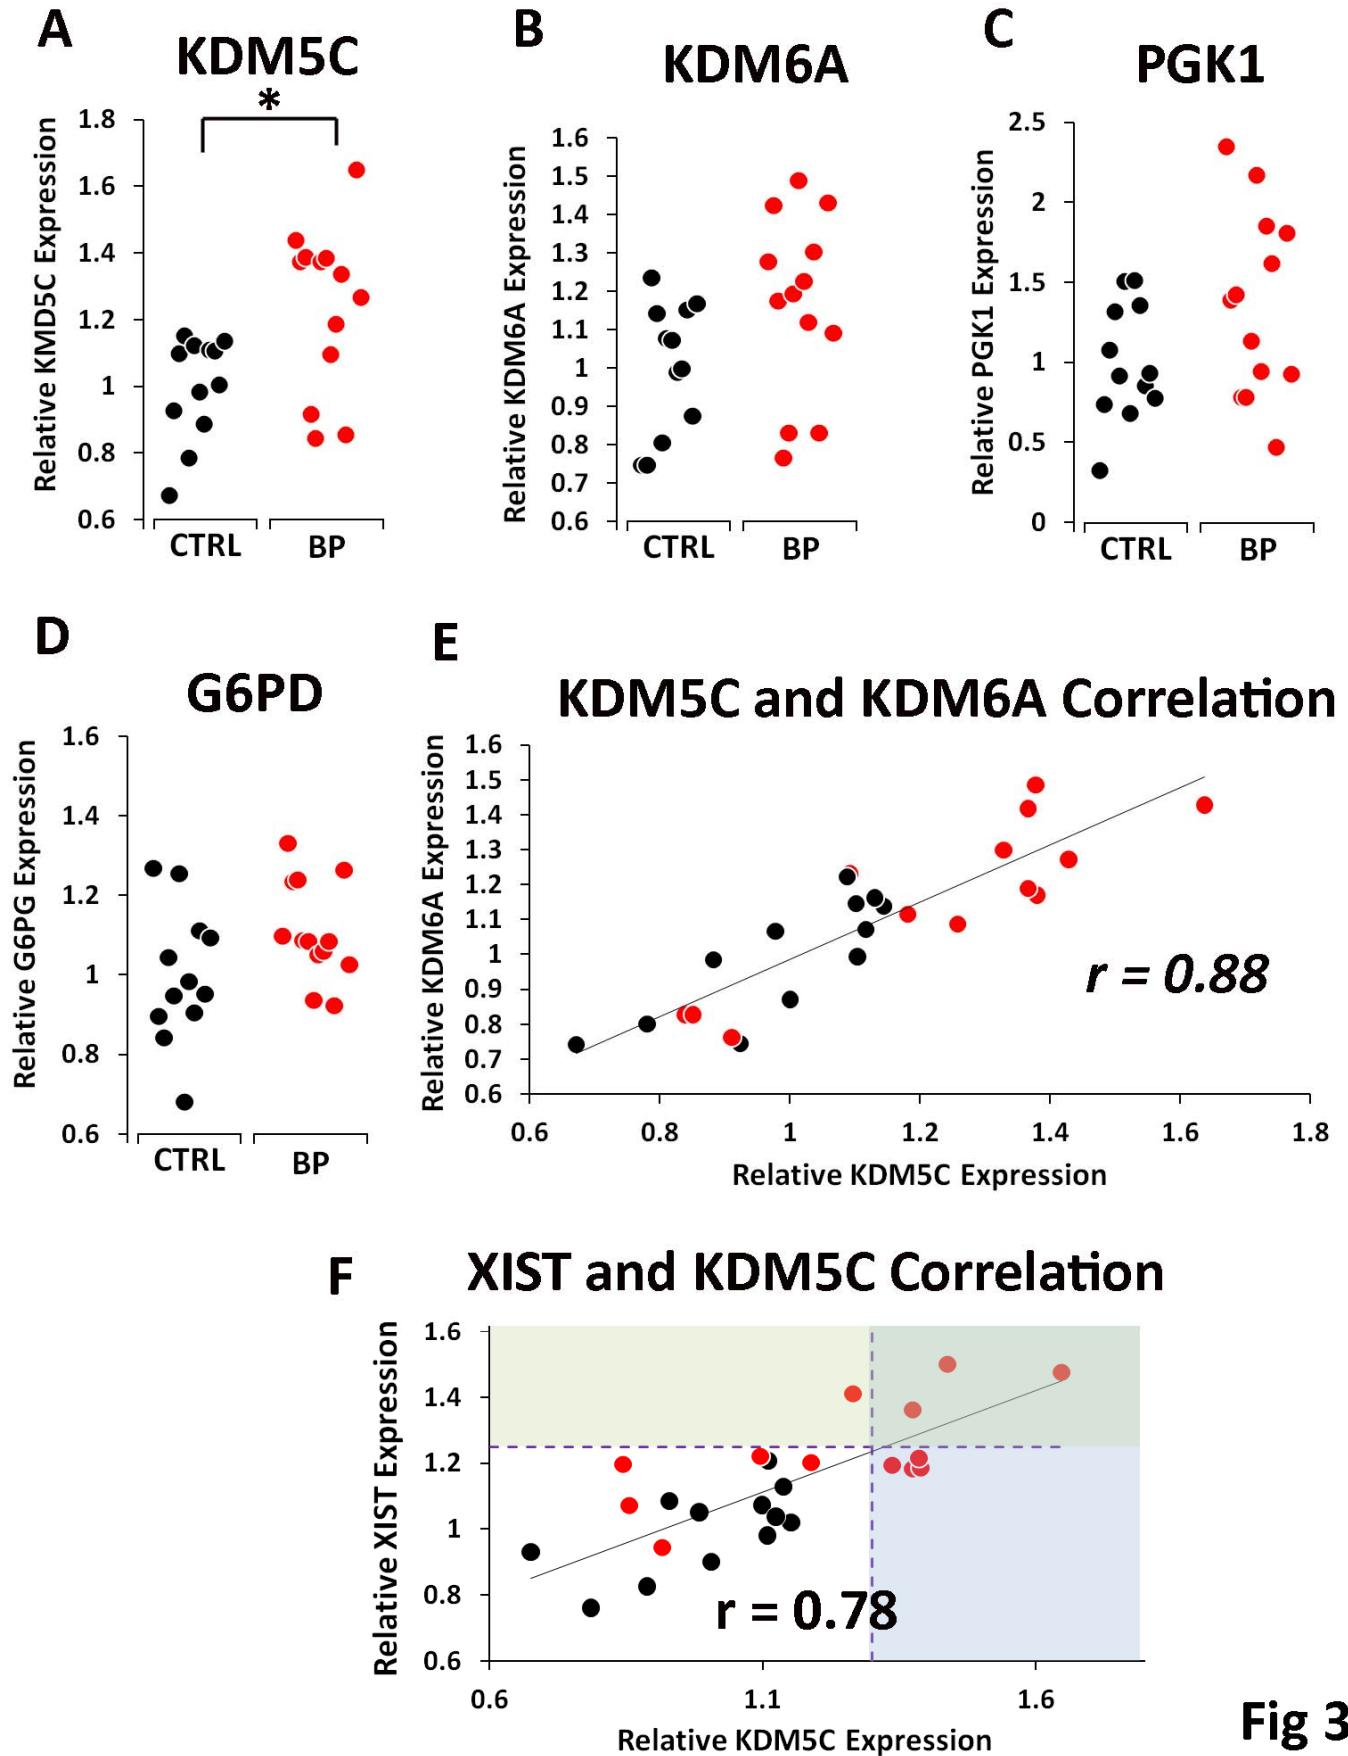 A
KDM5C
*
Relative KMD5C Expression
1.8
1.6
1.4
1.2
1
0.8
0.6
CTRL
BP
B
KDM6A
Relative KDM6A Expression
1.6
1.5
1.4
1.3
1.2
1.1
1
0.9
0.8
0.7
0.6
CTRL
BP
C
PGK1
Relative PGK1 Expression
2.5
2
1.5
1
0.5
0
CTRL
BP
D
G6PD
Relative G6PG Expression
1.6
1.4
1.2
1
0.8
0.6
CTRL
BP
E
KDM5C and KDM6A Correlation
Relative KDM6A Expression
1.6
1.5
1.4
1.3
1.2
1.1
1
0.9
0.8
0.7
0.6
r = 0.88
0.6 0.8 1 1.2 1.4 1.6 1.8
Relative KDM5C Expression
F
XIST and KDM5C Correlation
Relative XIST Expression
1.6
1.4
1.2
1
0.8
0.6
r = 0.78
0.6 1.1 1.6
Relative KDM5C Expression
Fig 3